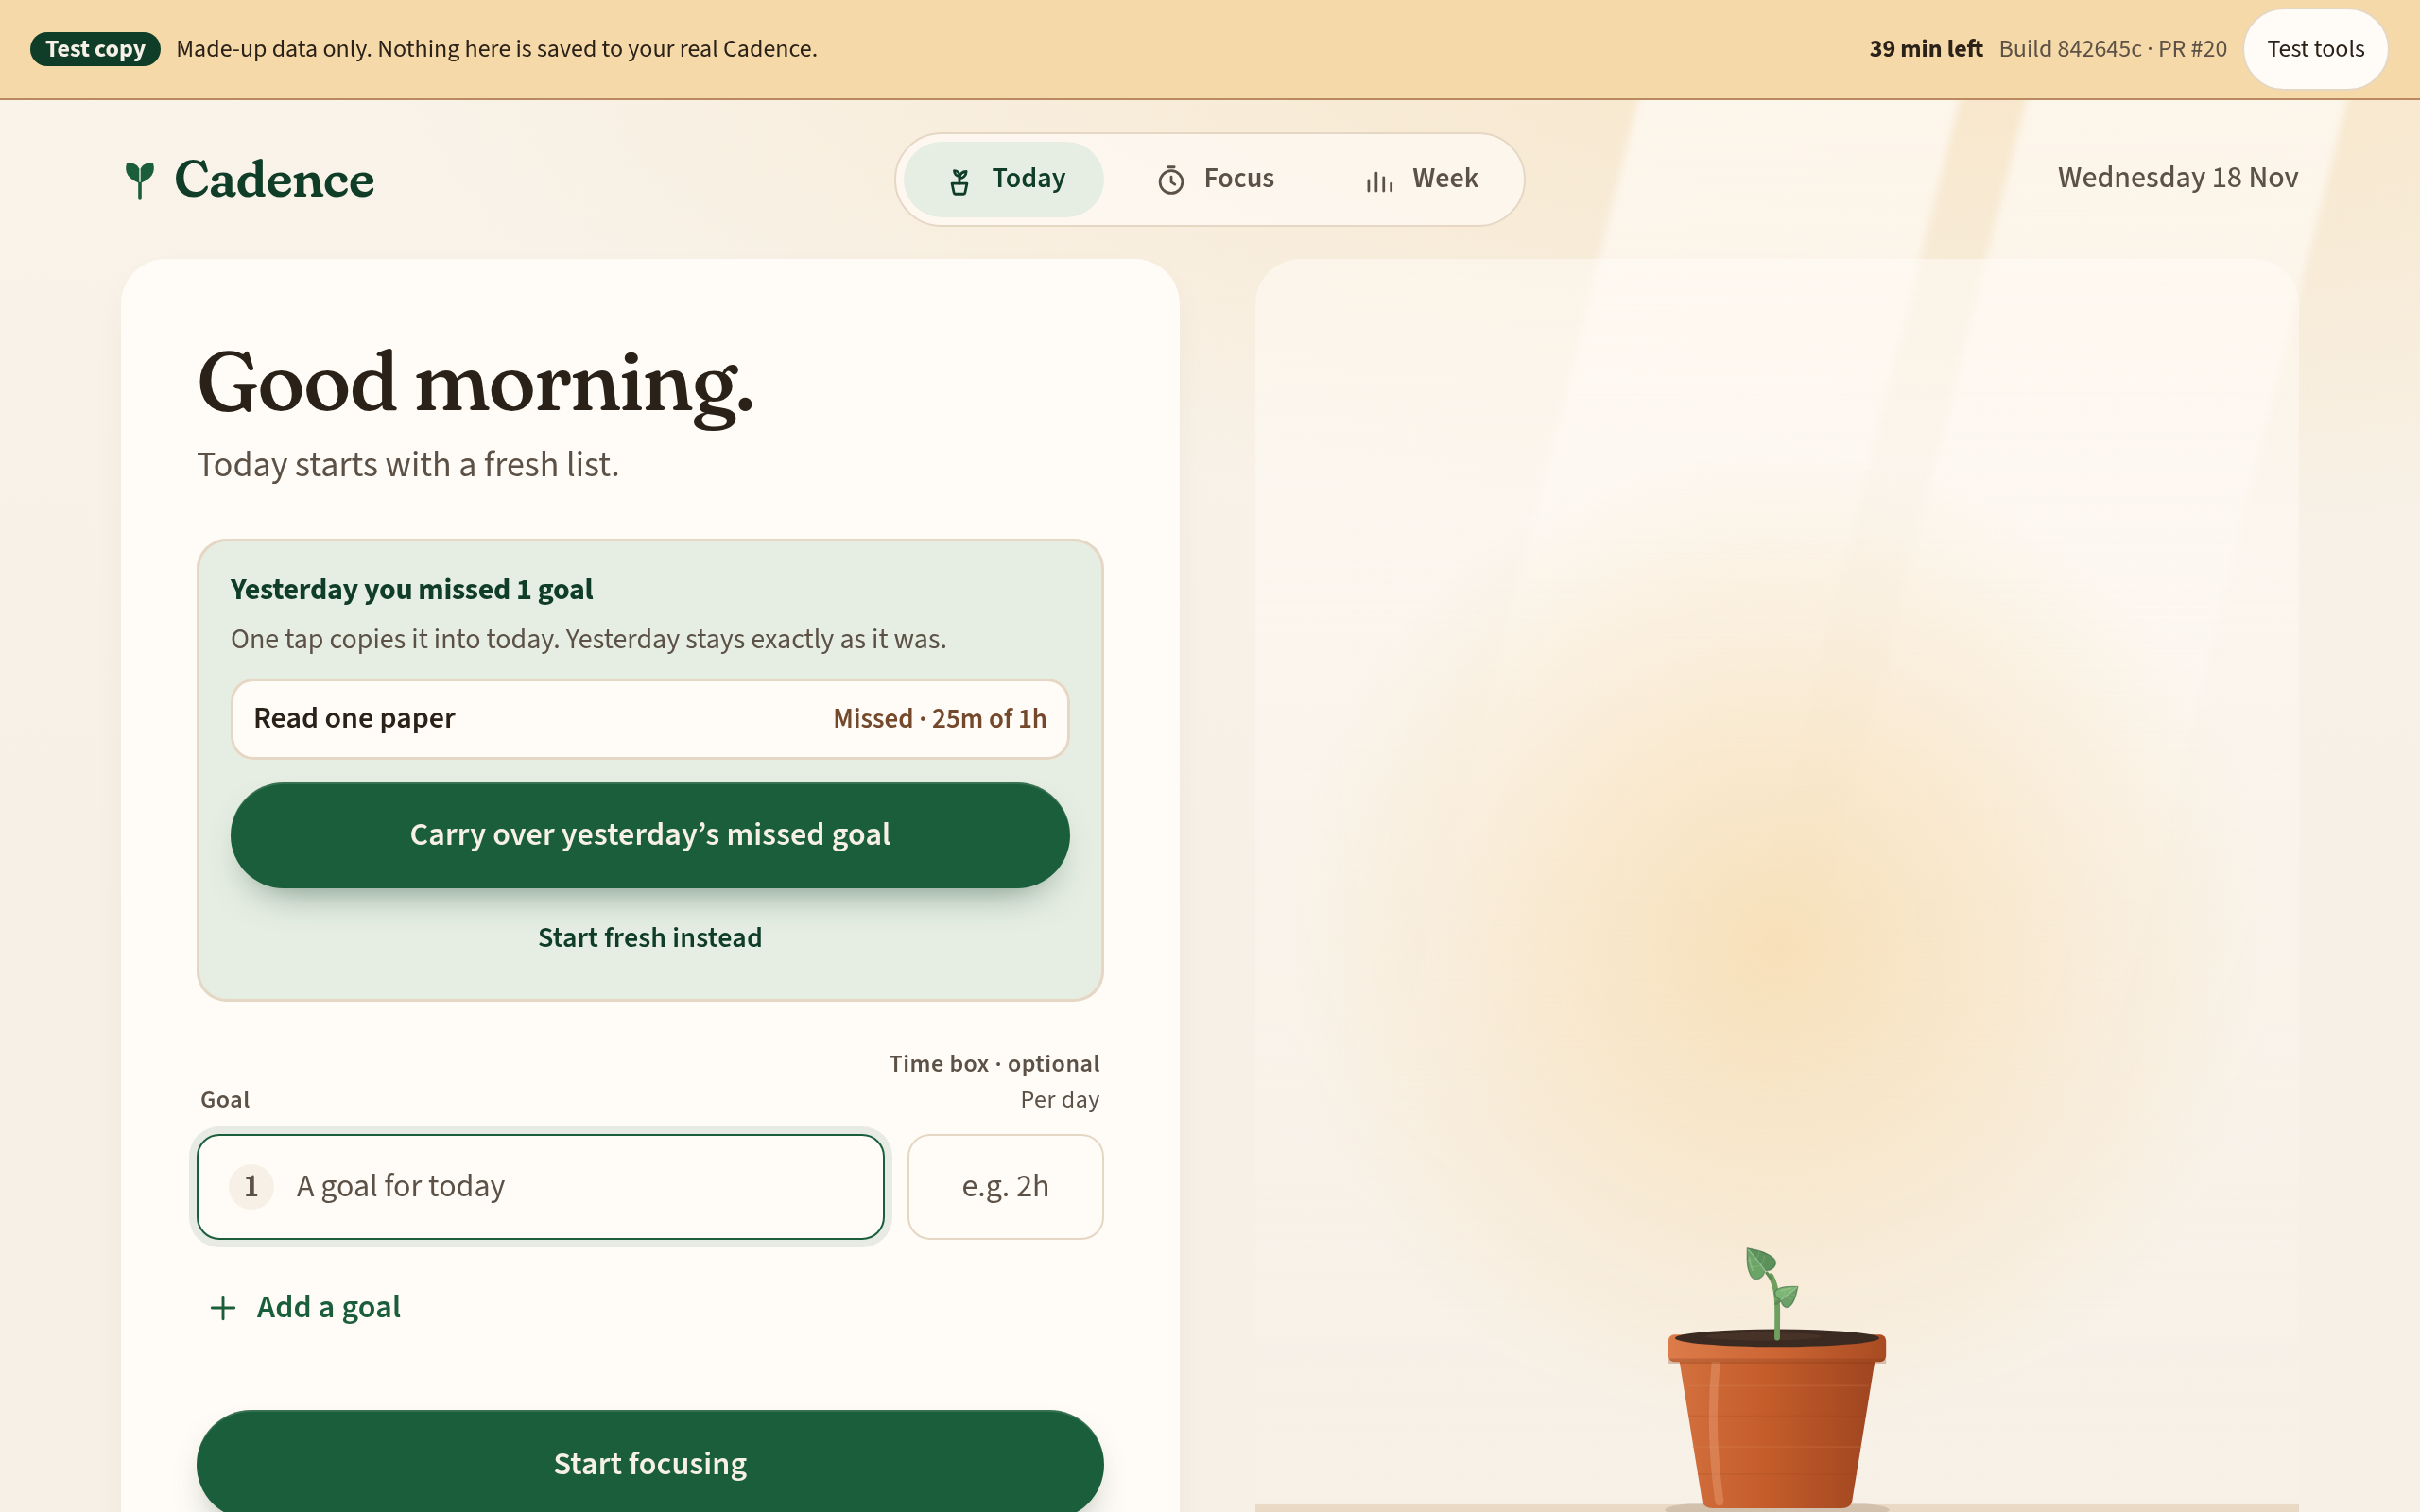 Test copy Made-up data only. Nothing here is saved to your real Cadence. 39 min left Build 842645c · PR #20 Test tools
Cadence Today Focus Week Wednesday 18 Nov
Good morning.
Today starts with a fresh list.
Yesterday you missed 1 goal
One tap copies it into today. Yesterday stays exactly as it was.
Read one paper Missed · 25m of 1h
Carry over yesterday’s missed goal
Start fresh instead
Time box · optional
Goal Per day
1 A goal for today e.g. 2h
Add a goal
Start focusing